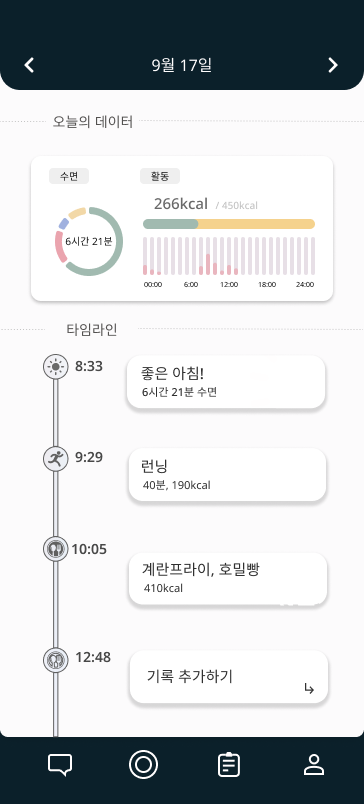 9월 17일
오늘의 데이터
수면
활동
266kcal / 450kcal
6시간 21분
00:00 6:00 12:00 18:00 24:00
타임라인
8:33
좋은 아침!
6시간 21분 수면
9:29
런닝
40분, 190kcal
10:05
계란프라이, 호밀빵
410kcal
12:48
기록 추가하기